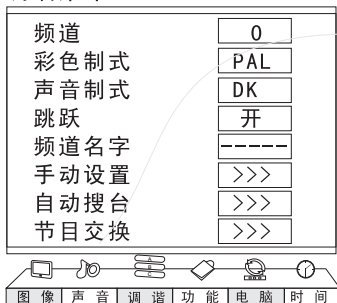 频道 0
彩色制式 PAL
声音制式 DK
跳跃 开
频道名字 -----
手动设置 >>>
自动搜台 >>>
节目交换 >>>
图像 声音 调谐 功能 电脑 时间